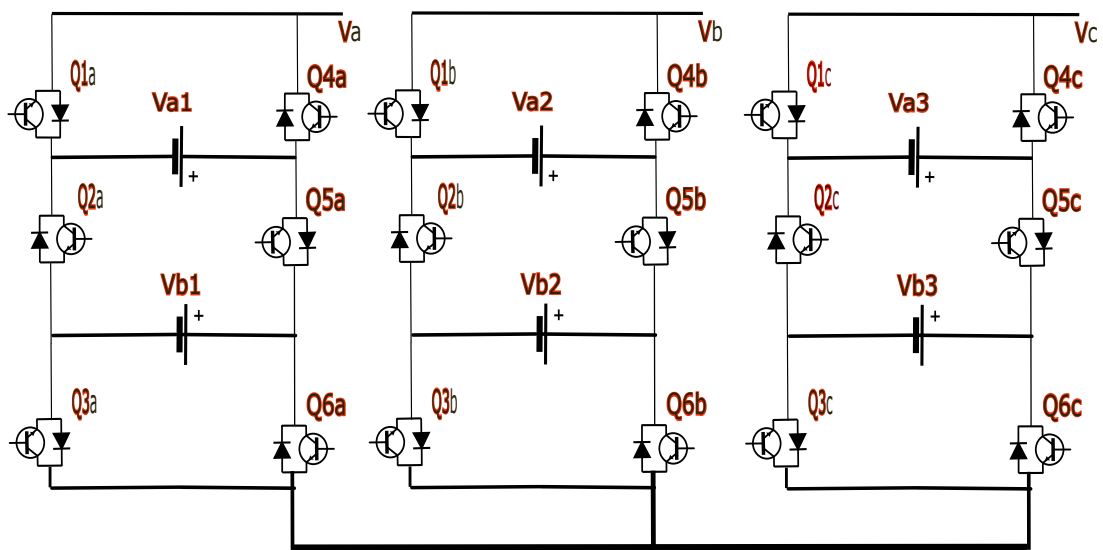 Va Vb Vc
Q1a Q4a Q1b Q4b Q1c Q4c
Va1 Va2 Va3
+ + +
Q2a Q5a Q2b Q5b Q2c Q5c
Vb1 Vb2 Vb3
+ + +
Q3a Q6a Q3b Q6b Q3c Q6c